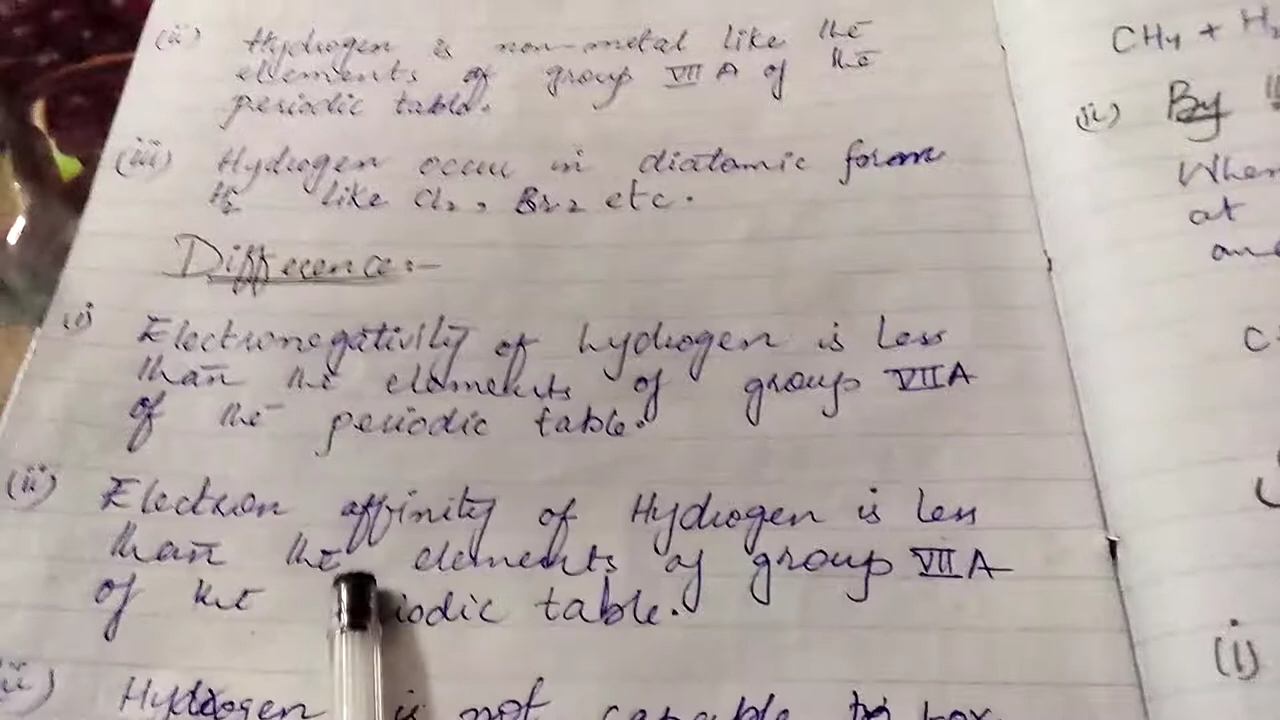 (ii) Hydrogen is non-metal like the
elements of group VII A of the
periodic table.
(iii) Hydrogen occur in diatomic form
H2 like Cl2, Br2 etc.
Difference:-
(i) Electronegativity of hydrogen is less
than the elements of group VIIA
of the periodic table.
(ii) Electron affinity of Hydrogen is less
than the elements of group VIIA
of the iodic table.
Hydrogen is not capable
CH4 + H
(ii) By
When
at
(i)